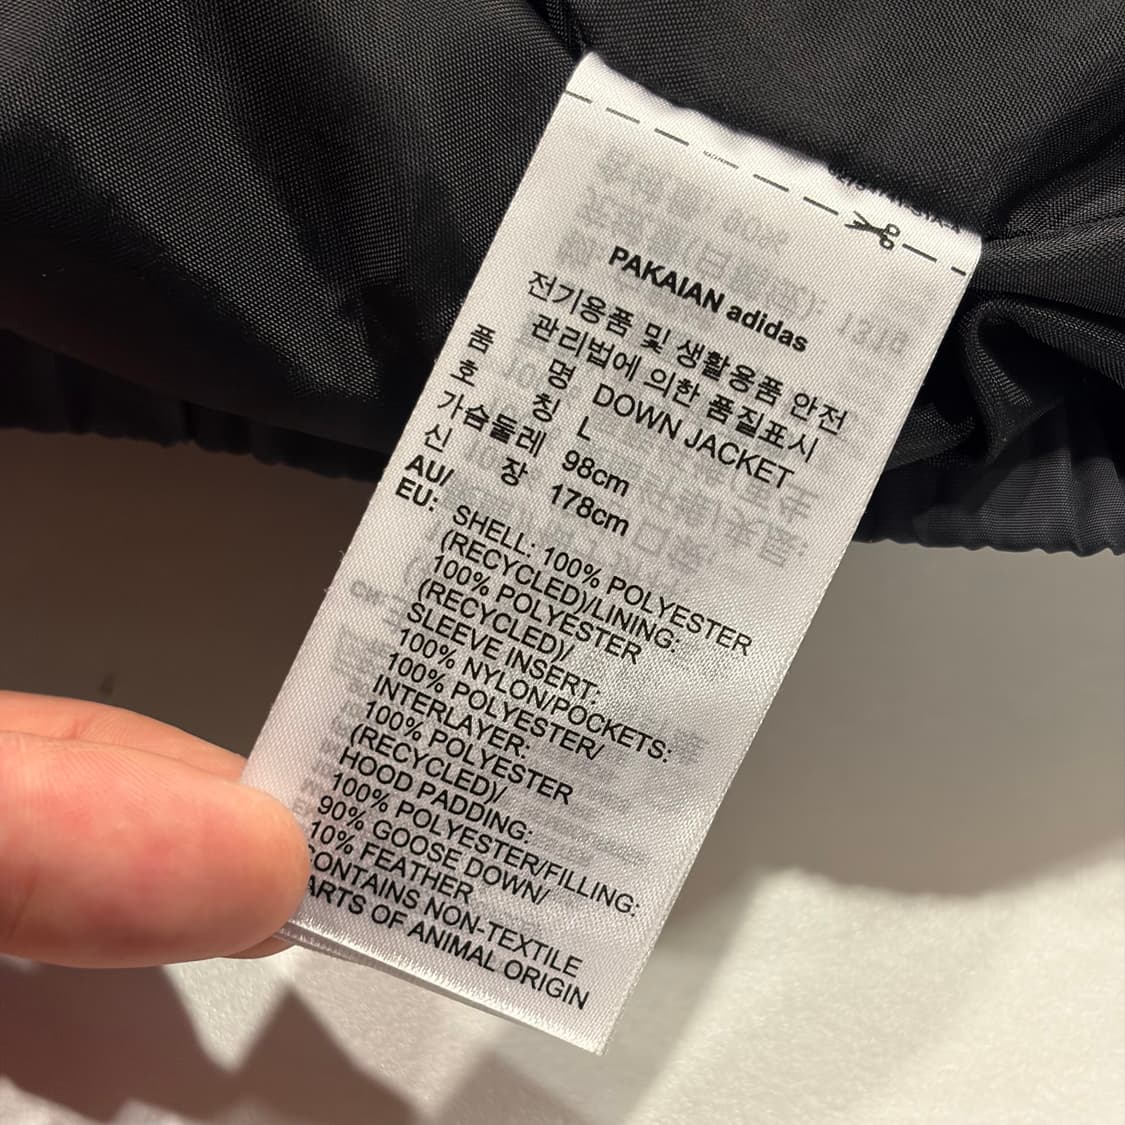 PAKAIAN adidas
전기용품 및 생활용품 안전
관리법에 의한 품질표시
품 명 DOWN JACKET
호 칭 L
가슴둘레 98cm
신 장 178cm
AU/
EU: SHELL: 100% POLYESTER
(RECYCLED)/LINING:
100% POLYESTER
(RECYCLED)/
SLEEVE INSERT:
100% NYLON/POCKETS:
100% POLYESTER/
INTERLAYER:
100% POLYESTER
(RECYCLED)/
HOOD PADDING:
100% POLYESTER/FILLING:
90% GOOSE DOWN/
10% FEATHER
ONTAINS NON-TEXTILE
ARTS OF ANIMAL ORIGIN